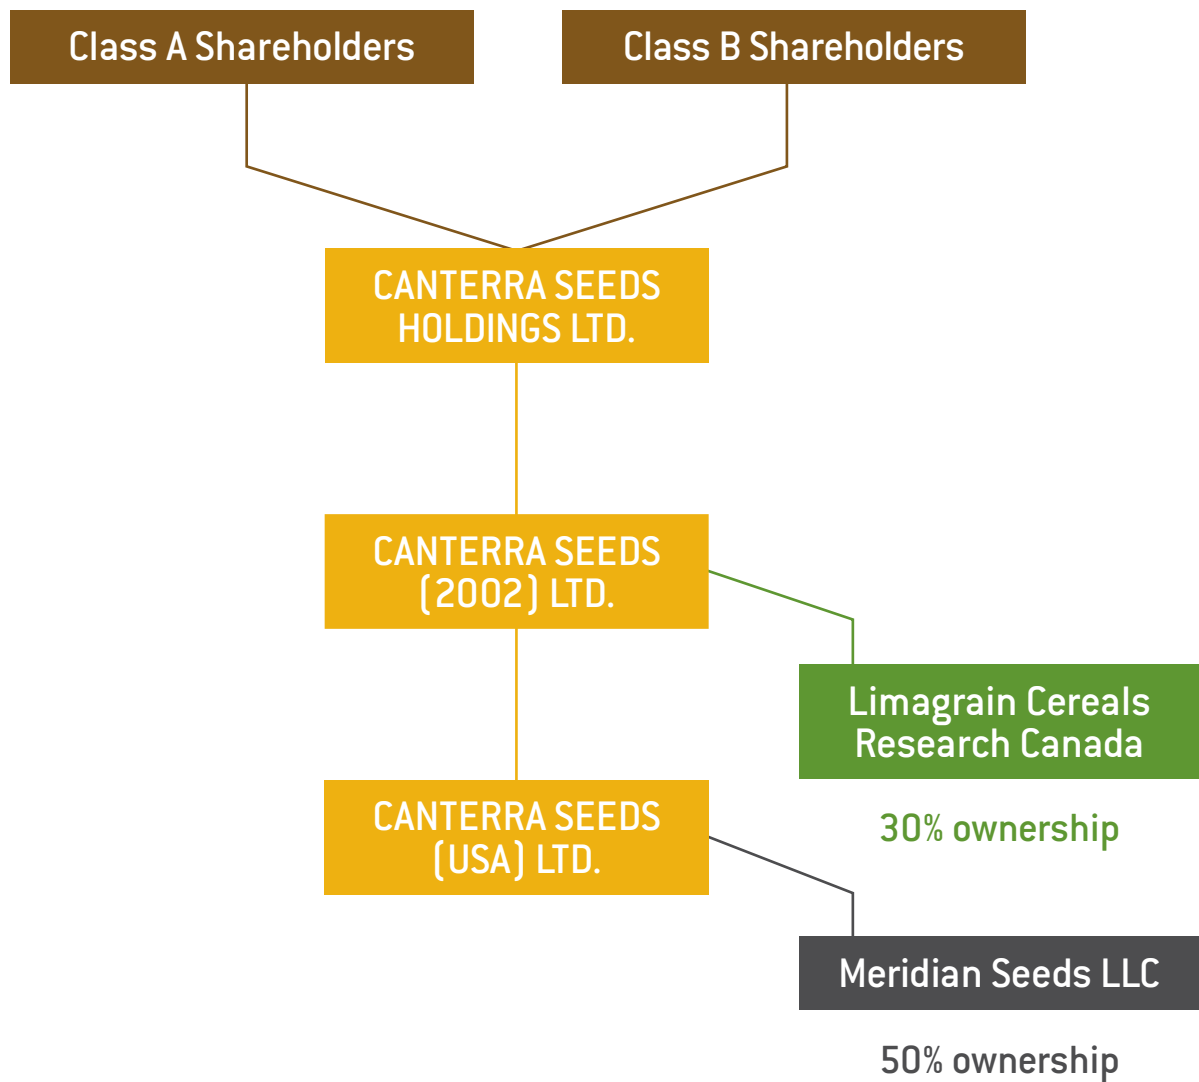 Class A Shareholders
Class B Shareholders
CANTERRA SEEDS
HOLDINGS LTD.
CANTERRA SEEDS
(2002) LTD.
Limagrain Cereals
Research Canada
30% ownership
CANTERRA SEEDS
(USA) LTD.
Meridian Seeds LLC
50% ownership